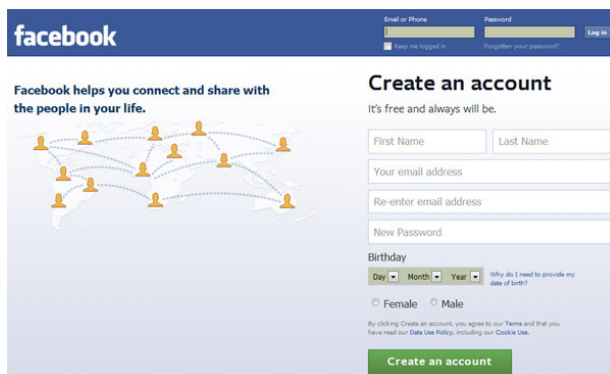 Email or Phone
Password
facebook
Log in
Keep me logged in
Forgotten your password?
Facebook helps you connect and share with
the people in your life.
Create an account
It's free and always will be.
First Name
Last Name
Your email address
Re-enter email address
New Password
Birthday
Day
Month
Year
Why do I need to provide my
date of birth?
Female
Male
By clicking Create an account, you agree to our Terms and that you
have read our Data Use Policy, including our Cookie Use.
Create an account